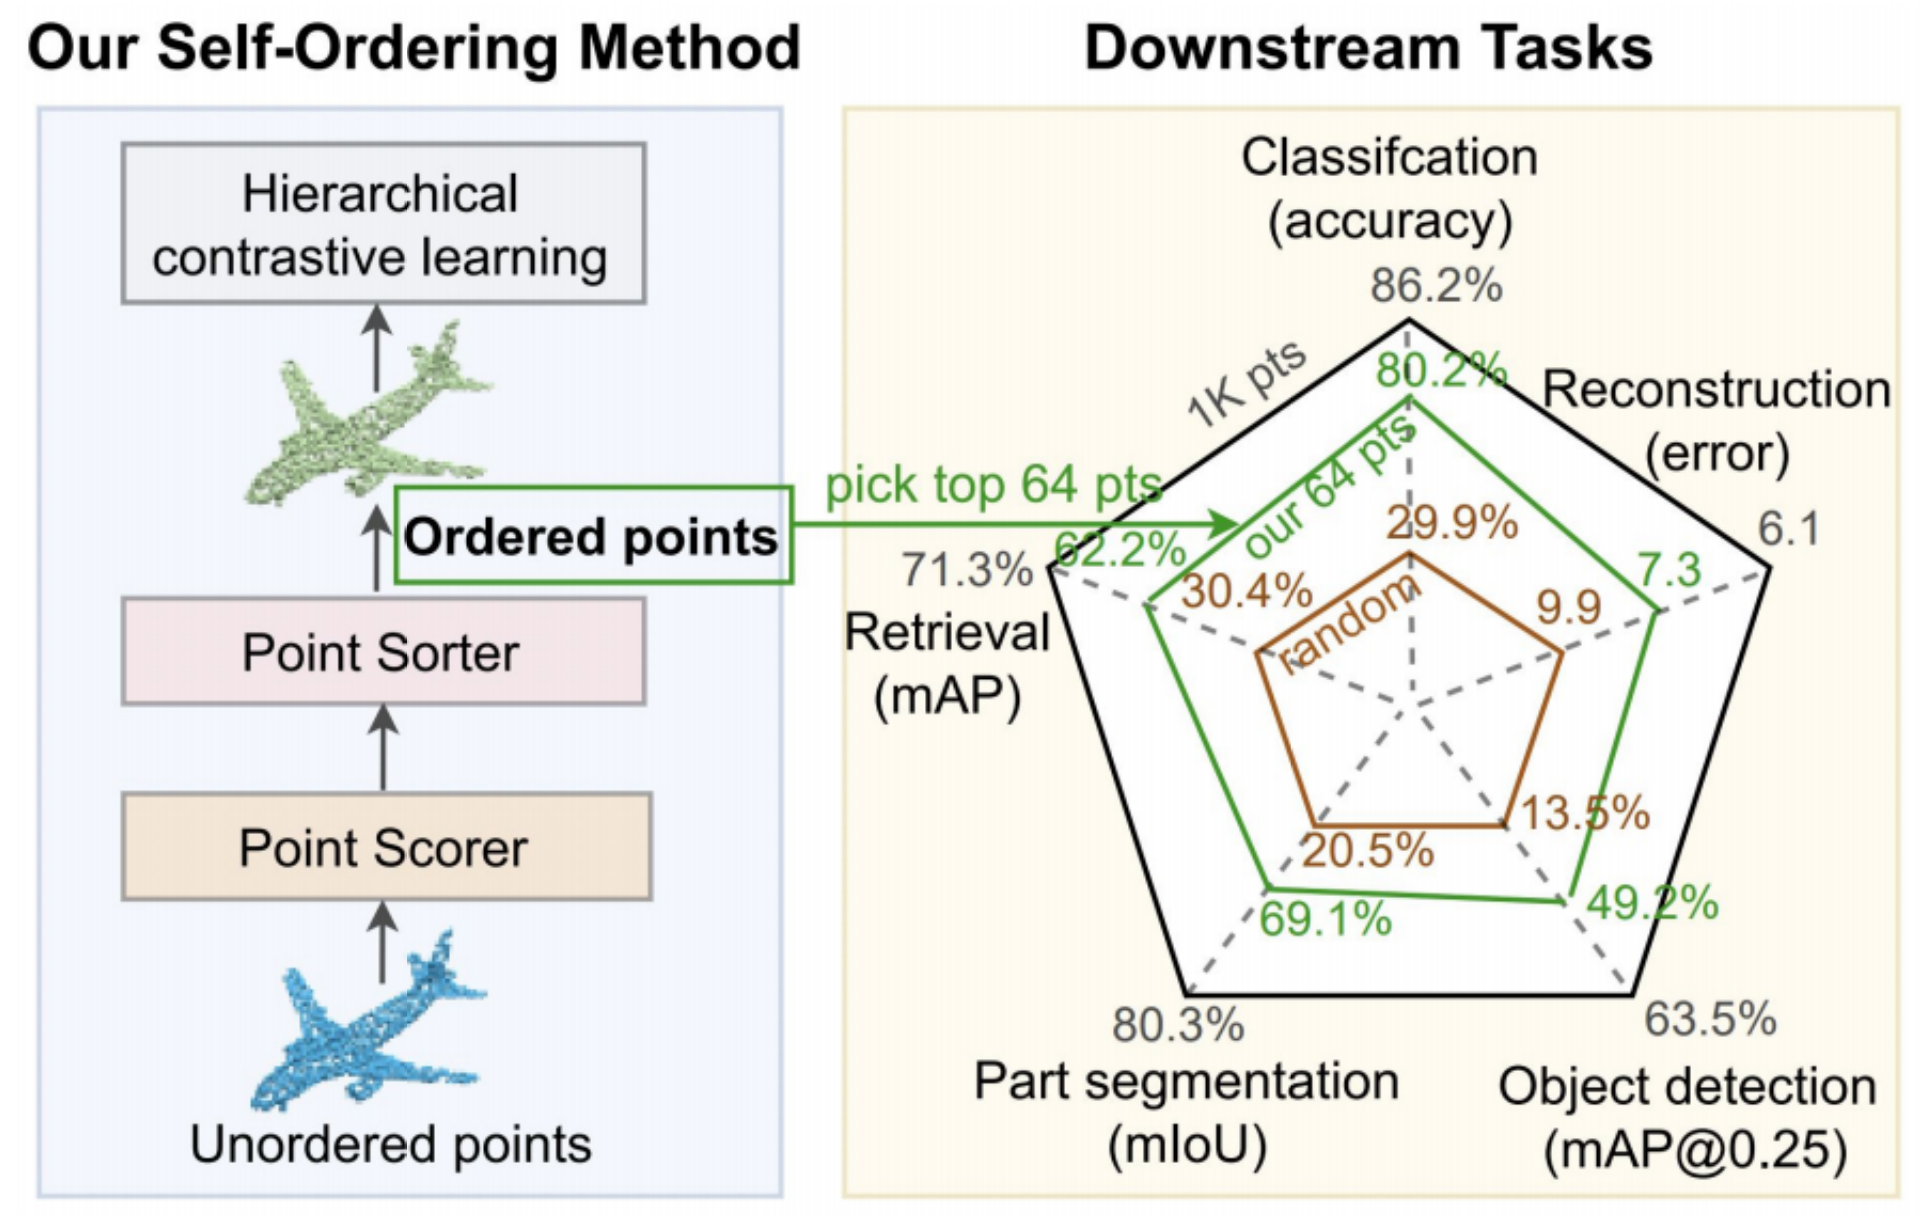 Our Self-Ordering Method
Hierarchical
contrastive learning
Ordered points
Point Sorter
Point Scorer
Unordered points
pick top 64 pts
Downstream Tasks
Classifcation
(accuracy)
86.2%
1K pts
80.2%
our 64 pts
29.9%
random
Reconstruction
(error)
6.1
7.3
9.9
62.2%
71.3%
30.4%
Retrieval
(mAP)
13.5%
20.5%
49.2%
69.1%
80.3%
Part segmentation
(mIoU)
63.5%
Object detection
(mAP@0.25)